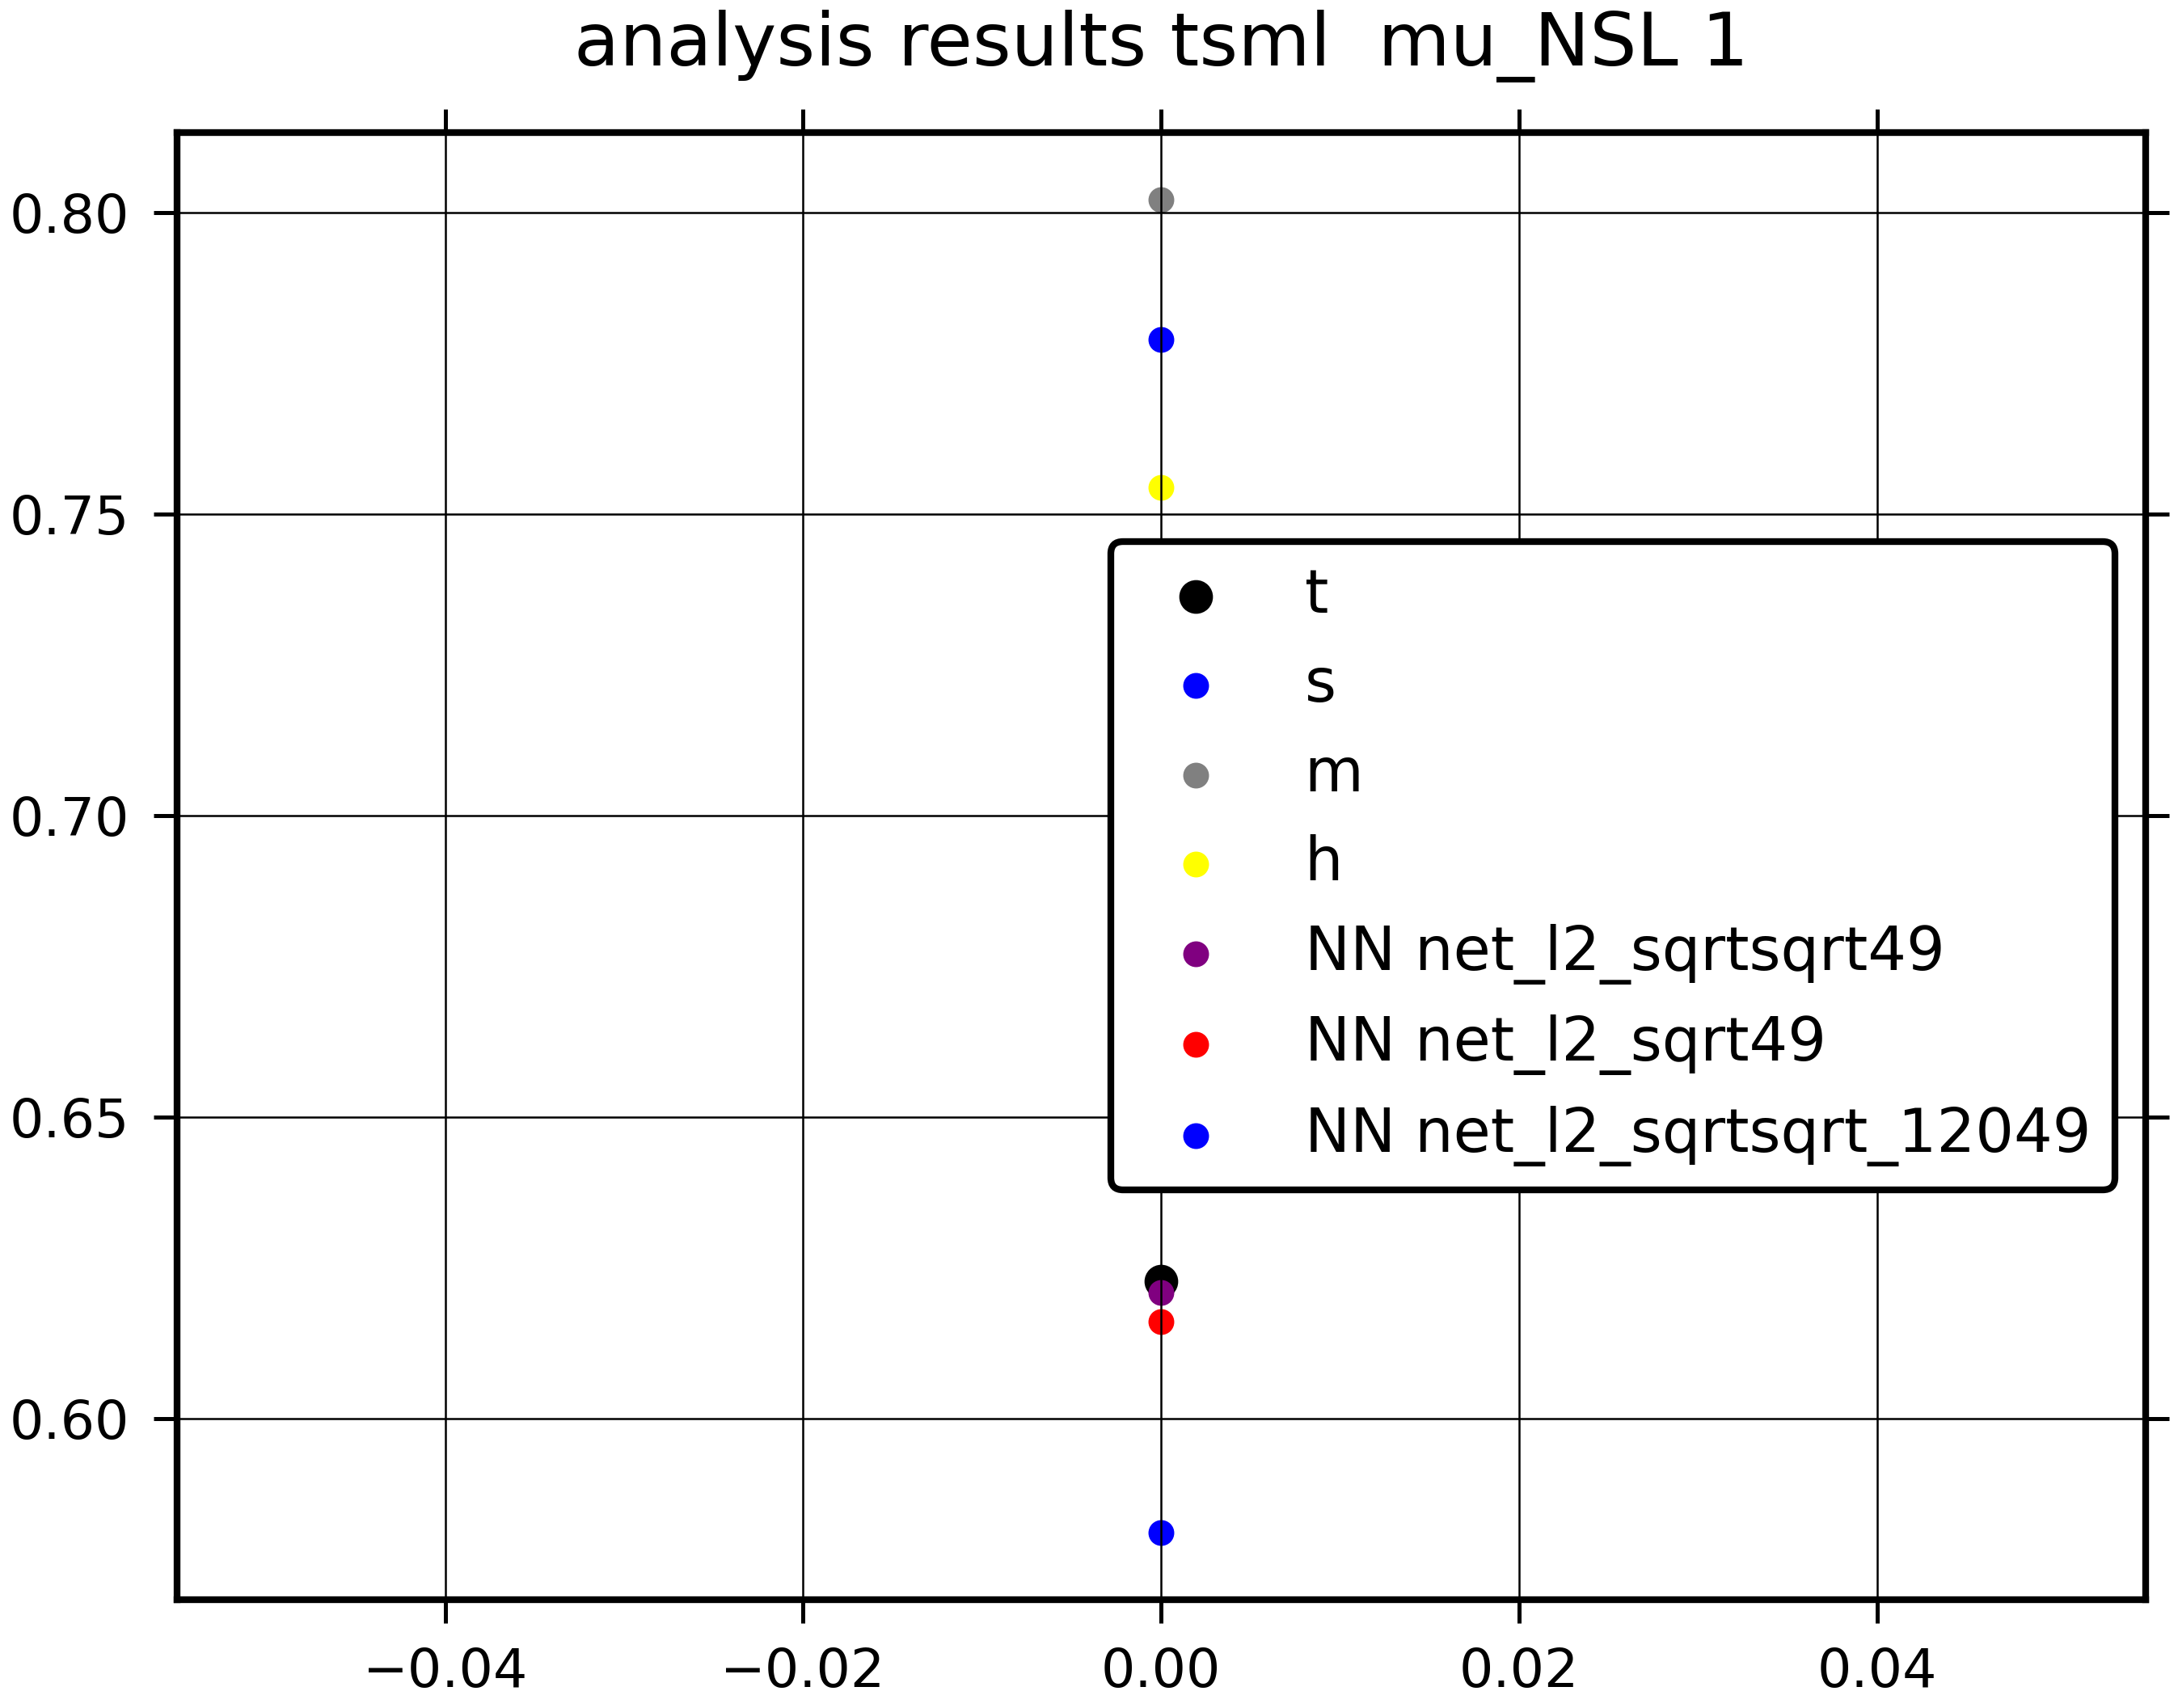 analysis results tsml  mu_NSL 1
0.80
0.75
0.70
0.65
0.60
t
s
m
h
NN net_l2_sqrtsqrt49
NN net_l2_sqrt49
NN net_l2_sqrtsqrt_12049
−0.04
−0.02
0.00
0.02
0.04